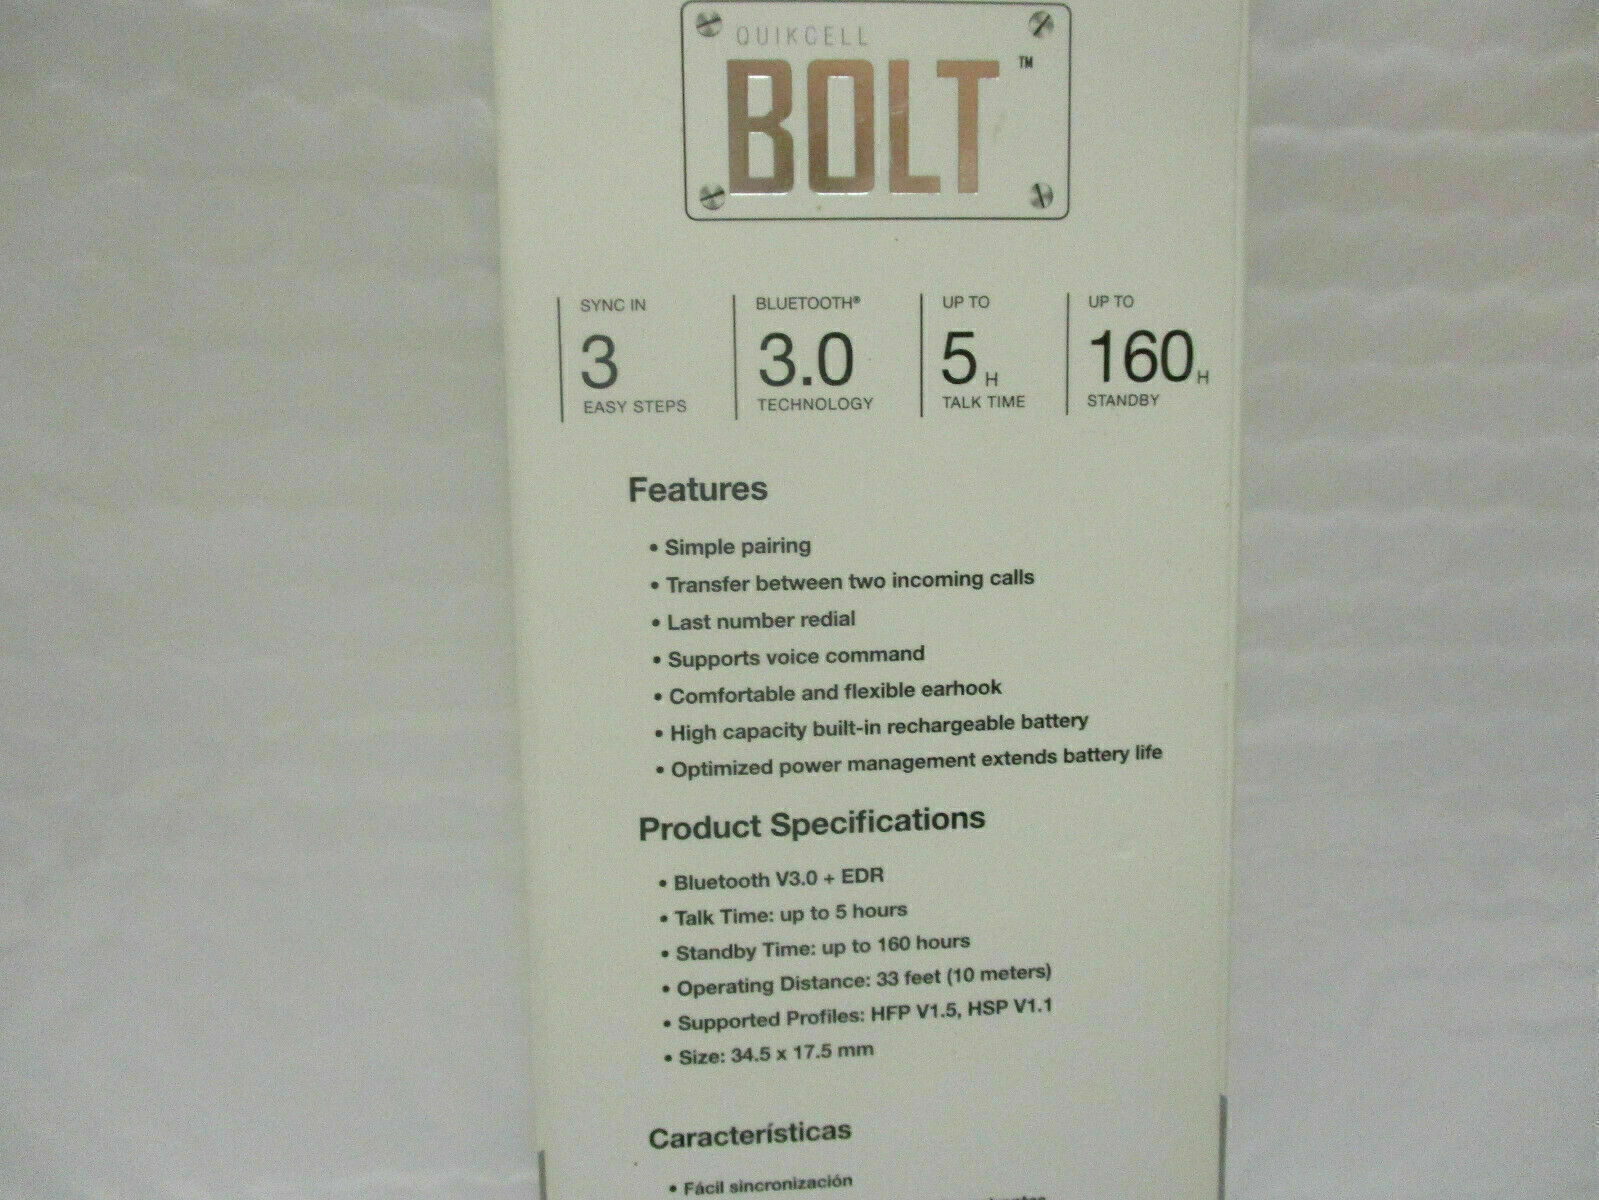 QUIKCELL
BOLT™
SYNC IN
3
EASY STEPS
BLUETOOTH®
3.0
TECHNOLOGY
UP TO
5 H
TALK TIME
UP TO
160 H
STANDBY
Features
• Simple pairing
• Transfer between two incoming calls
• Last number redial
• Supports voice command
• Comfortable and flexible earhook
• High capacity built-in rechargeable battery
• Optimized power management extends battery life
Product Specifications
• Bluetooth V3.0 + EDR
• Talk Time: up to 5 hours
• Standby Time: up to 160 hours
• Operating Distance: 33 feet (10 meters)
• Supported Profiles: HFP V1.5, HSP V1.1
• Size: 34.5 x 17.5 mm
Características
• Fácil sincronización